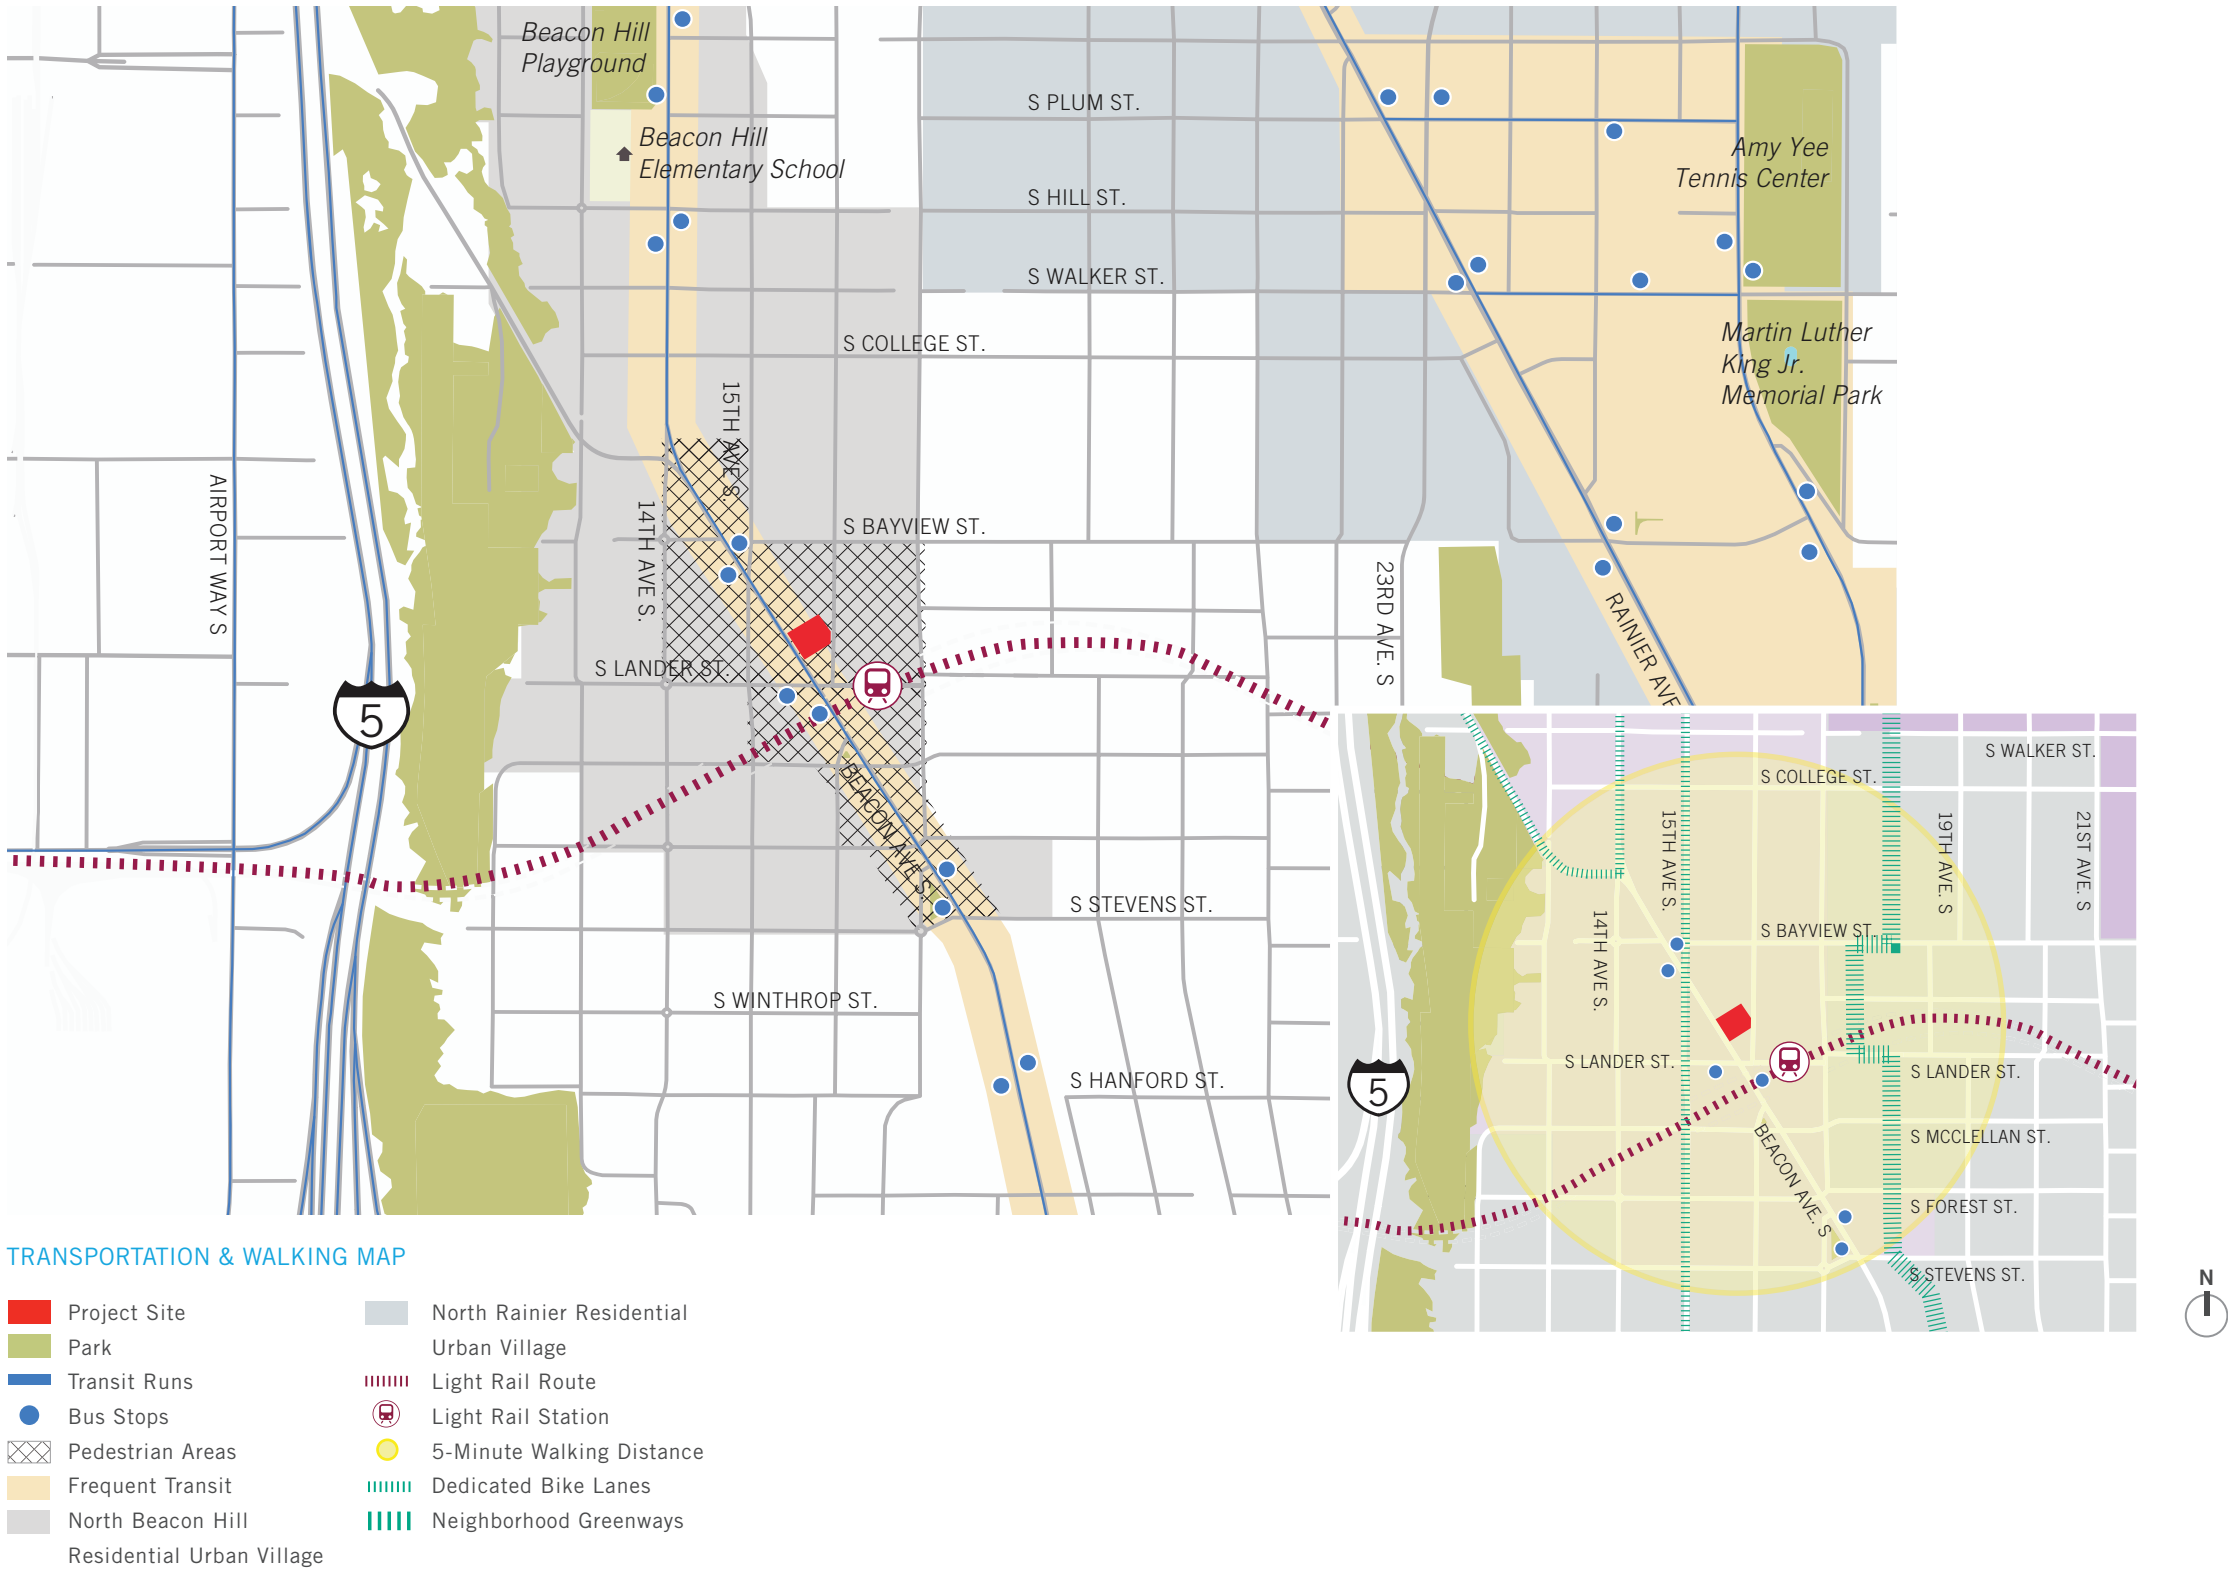 Beacon Hill
Playground
Beacon Hill
Elementary School
S PLUM ST.
S HILL ST.
S WALKER ST.
S COLLEGE ST.
S BAYVIEW ST.
Amy Yee
Tennis Center
Martin Luther
King Jr.
Memorial Park
15TH AVE S.
14TH AVE S.
AIRPORT WAY S
S LANDER ST.
5
23RD AVE. S
RAINIER AVE
BEACON AVE S.
S STEVENS ST.
S WINTHROP ST.
S HANFORD ST.
S WALKER ST.
S COLLEGE ST.
15TH AVE S.
19TH AVE. S
21ST AVE. S
14TH AVE S.
S BAYVIEW ST.
S LANDER ST.
S LANDER ST.
5
S MCCLELLAN ST.
BEACON AVE. S
S FOREST ST.
S STEVENS ST.
N
TRANSPORTATION & WALKING MAP
Project Site
Park
Transit Runs
Bus Stops
Pedestrian Areas
Frequent Transit
North Beacon Hill
Residential Urban Village
North Rainier Residential
Urban Village
Light Rail Route
Light Rail Station
5-Minute Walking Distance
Dedicated Bike Lanes
Neighborhood Greenways